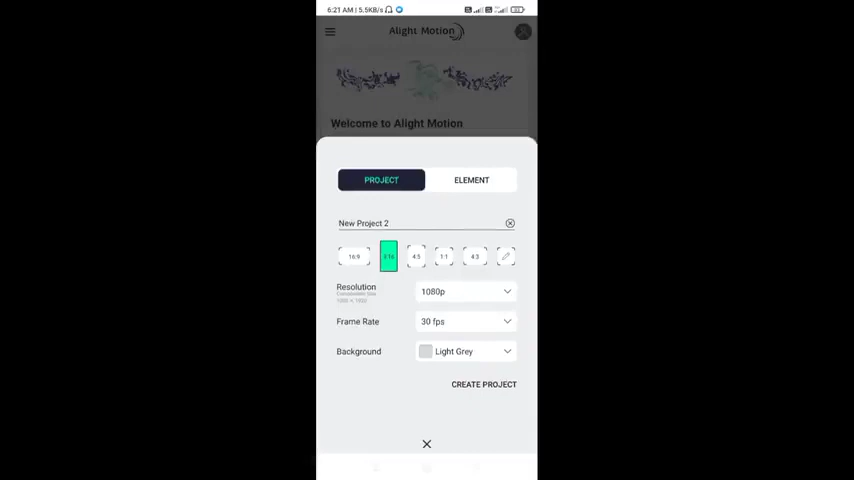 6:21 AM | 5.5KB/s
Alight Motion
Welcome to Alight Motion
PROJECT
ELEMENT
New Project 2
16:9
9:16
4:5
1:1
4:3
Resolution
1080p
Frame Rate
30 fps
Background
Light Grey
CREATE PROJECT